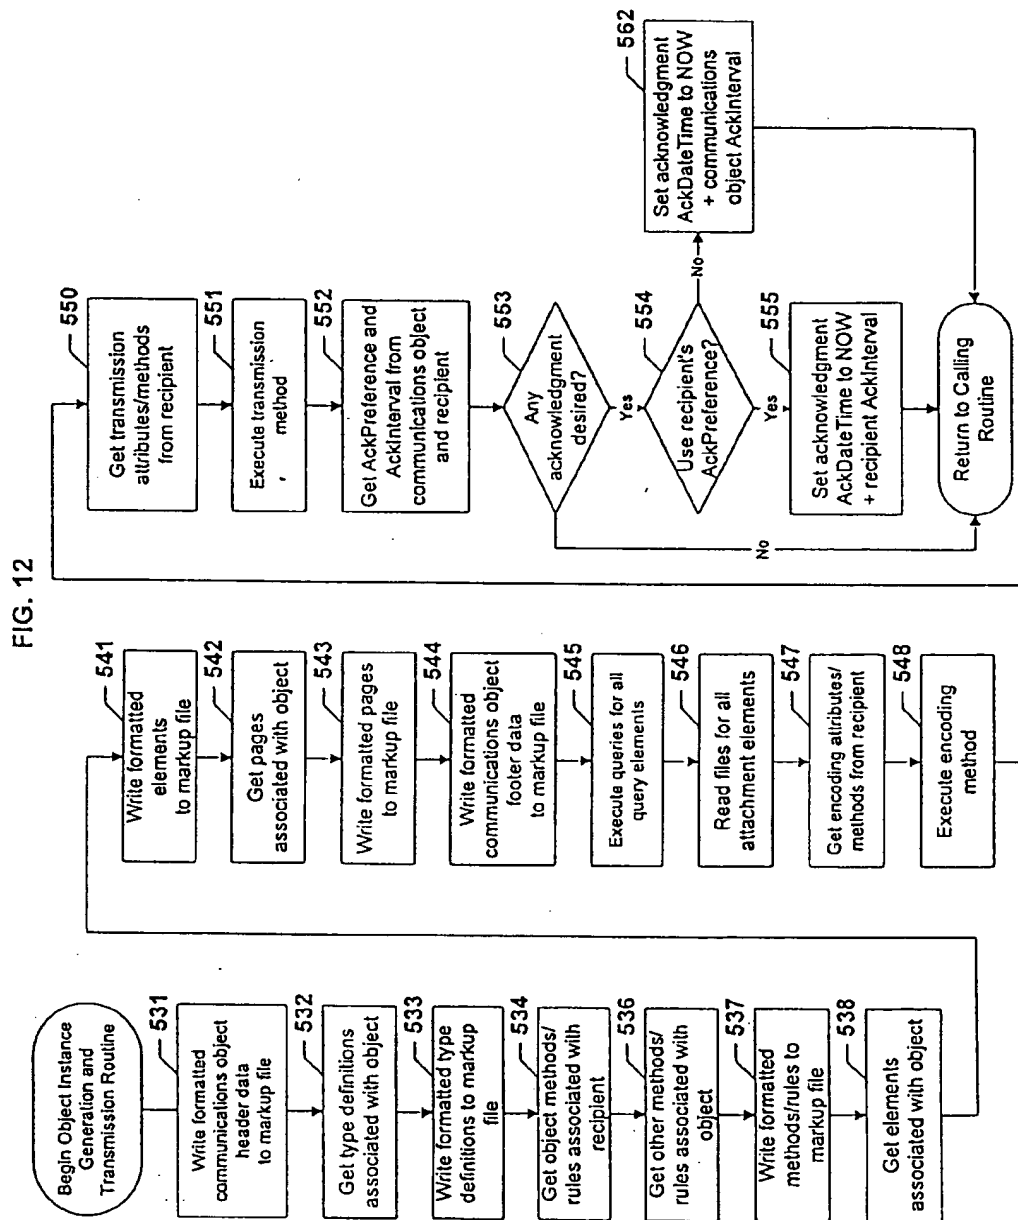 FIG. 12
Begin Object Instance
Generation and
Transmission Routine
531
Write formatted
communications object
header data
to markup file
532
Get type definitions
associated with object
533
Write formatted type
definitions to markup
file
534
Get object methods/
rules associated with
recipient
536
Get other methods/
rules associated with
object
537
Write formatted
methods/rules to
markup file
538
Get elements
associated with object
541
Write formatted
elements
to markup file
542
Get pages
associated with object
543
Write formatted pages
to markup file
544
Write formatted
communications object
footer data
to markup file
545
Execute queries for all
query elements
546
Read files for all
attachment elements
547
Get encoding attributes/
methods from recipient
548
Execute encoding
method
550
Get transmission
attributes/methods
from recipient
551
Execute transmission
method
552
Get AckPreference and
AckInterval from
communications object
and recipient
553
Any
acknowledgment
desired?
No
Yes
554
Use recipient's
AckPreference?
No
Yes
555
Set acknowledgment
AckDateTime to NOW
+ recipient AckInterval
562
Set acknowledgment
AckDateTime to NOW
+ communications
object AckInterval
Return to Calling
Routine